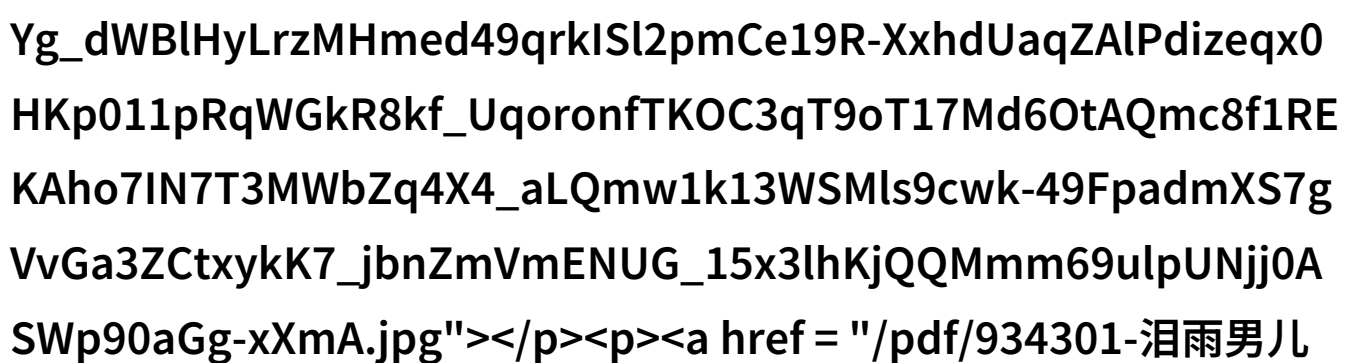 Yg_dWBlHyLrzMHmed49qrkISl2pmCe19R-XxhdUaqZAlPdizeqx0
HKp011pRqWGkR8kf_UqoronfTKOC3qT9oT17Md6OtAQmc8f1RE
KAho7IN7T3MWbZq4X4_aLQmw1k13WSMls9cwk-49FpadmXS7g
VvGa3ZCtxykK7_jbnZmVmENUG_15x3lhKjQQMmm69ulpUNjj0A
SWp90aGg-xXmA.jpg"></p><p><a href = "/pdf/934301-泪雨男儿